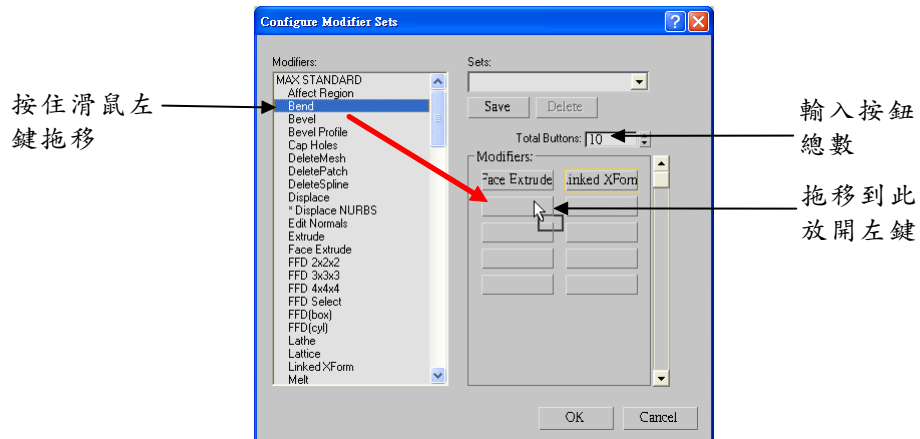 Configure Modifier Sets
Modifiers:
MAX STANDARD
Affect Region
Bend
Bevel
Bevel Profile
Cap Holes
DeleteMesh
DeletePatch
DeleteSpline
Displace
* Displace NURBS
Edit Normals
Extrude
Face Extrude
FFD 2x2x2
FFD 3x3x3
FFD 4x4x4
FFD Select
FFD(box)
FFD(cyl)
Lathe
Lattice
Linked XForm
Melt
Sets:
Save Delete
Total Buttons: 10
Modifiers:
Face Extrude Linked XForm
OK Cancel
按住滑鼠左
鍵拖移
輸入按鈕
總數
拖移到此
放開左鍵